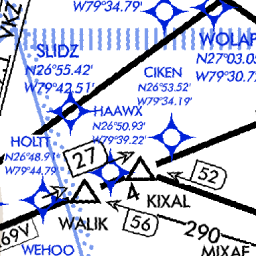 W79°34.79'
VKZ
SLIDZ
N26°55.42'
W79°42.51'
WOLAF
N27°03.05
W79°30.7
CIKEN
N26°53.52'
W79°34.19'
HAAWX
N26°50.93'
W79°39.22'
HOLTT
N26°48.91'
W79°44.79'
27
52
4
KIXAL
WALIK
56
290
69V
WEHOO
MIXAE